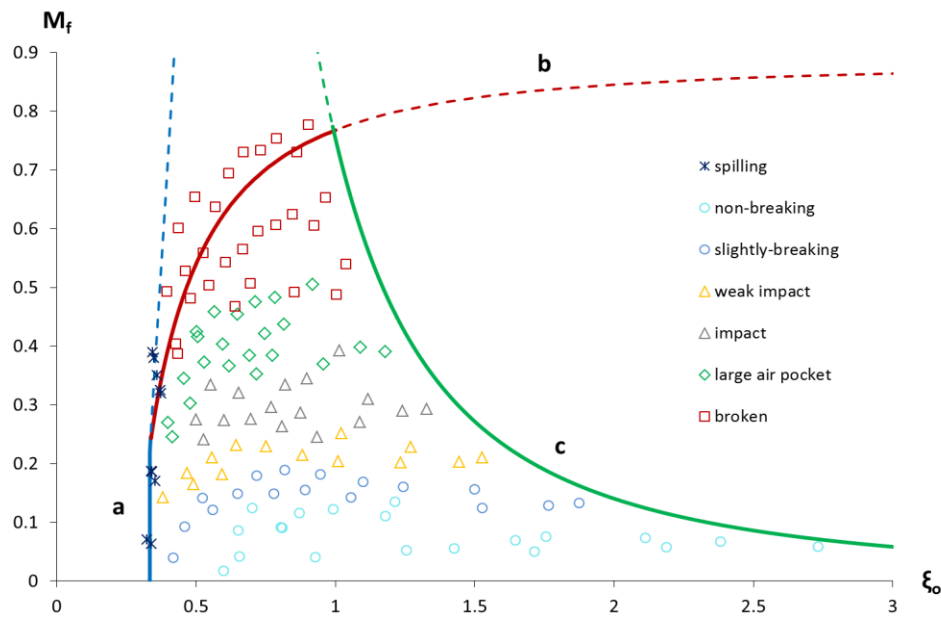 M_f
0.9
b
0.8
0.7
spilling
non-breaking
0.6
slightly-breaking
0.5
weak impact
impact
0.4
large air pocket
0.3
broken
c
0.2
a
0.1
0
0
0.5
1
1.5
2
2.5
3
ξ_o